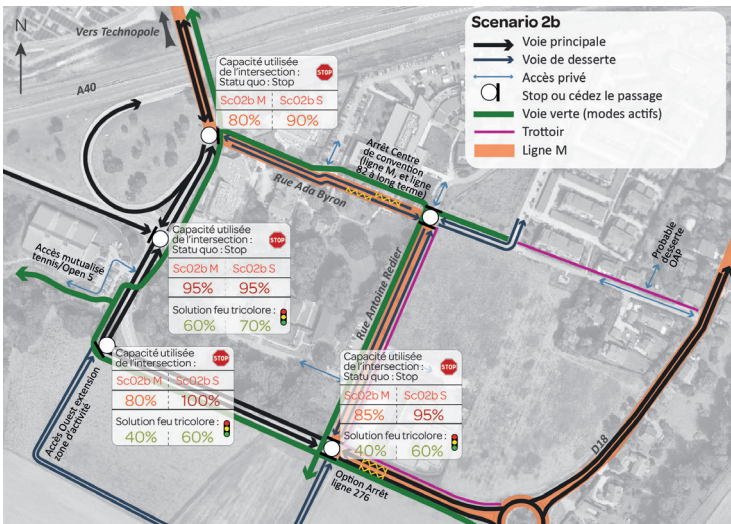 N
Vers Technopole
A40
Scenario 2b
Voie principale
Voie de desserte
Accès privé
Stop ou cédez le passage
Voie verte (modes actifs)
Trottoir
Ligne M
Capacité utilisée
de l'intersection :
Statu quo : Stop
STOP
Sc02b M Sc02b S
80% 90%
Arrêt Centre
de convention
(ligne M, et ligne
82 à long terme)
Rue Ada Byron
Capacité utilisée
de l'intersection :
Statu quo : Stop
STOP
Sc02b M Sc02b S
95% 95%
Solution feu tricolore :
60% 70%
Accès mutualisé
tennis/Open 5
Rue Antoine Redier
Probable
desserte
OAP
Capacité utilisée
de l'intersection :
Statu quo : Stop
STOP
Sc02b M Sc02b S
80% 100%
Solution feu tricolore :
40% 60%
Capacité utilisée
de l'intersection :
Statu quo : Stop
STOP
Sc02b M Sc02b S
85% 95%
Solution feu tricolore :
40% 60%
Accès Ouest extension
zone d'activité
Option Arrêt
ligne 276
D18